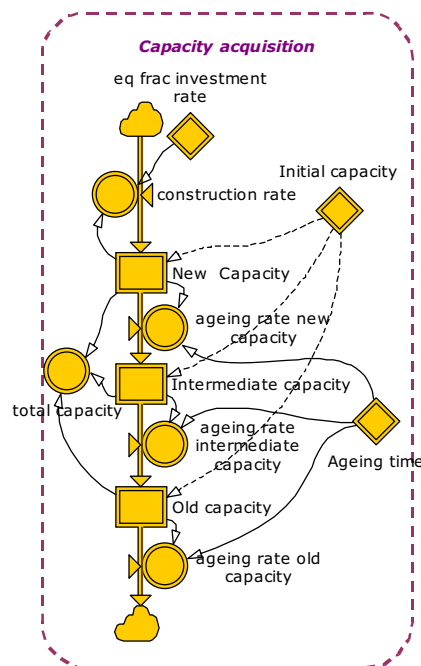 Capacity acquisition
eq frac investment
rate
Initial capacity
construction rate
New  Capacity
ageing rate new
capacity
Intermediate capacity
total capacity
ageing rate
intermediate
capacity
Ageing time
Old capacity
ageing rate old
capacity